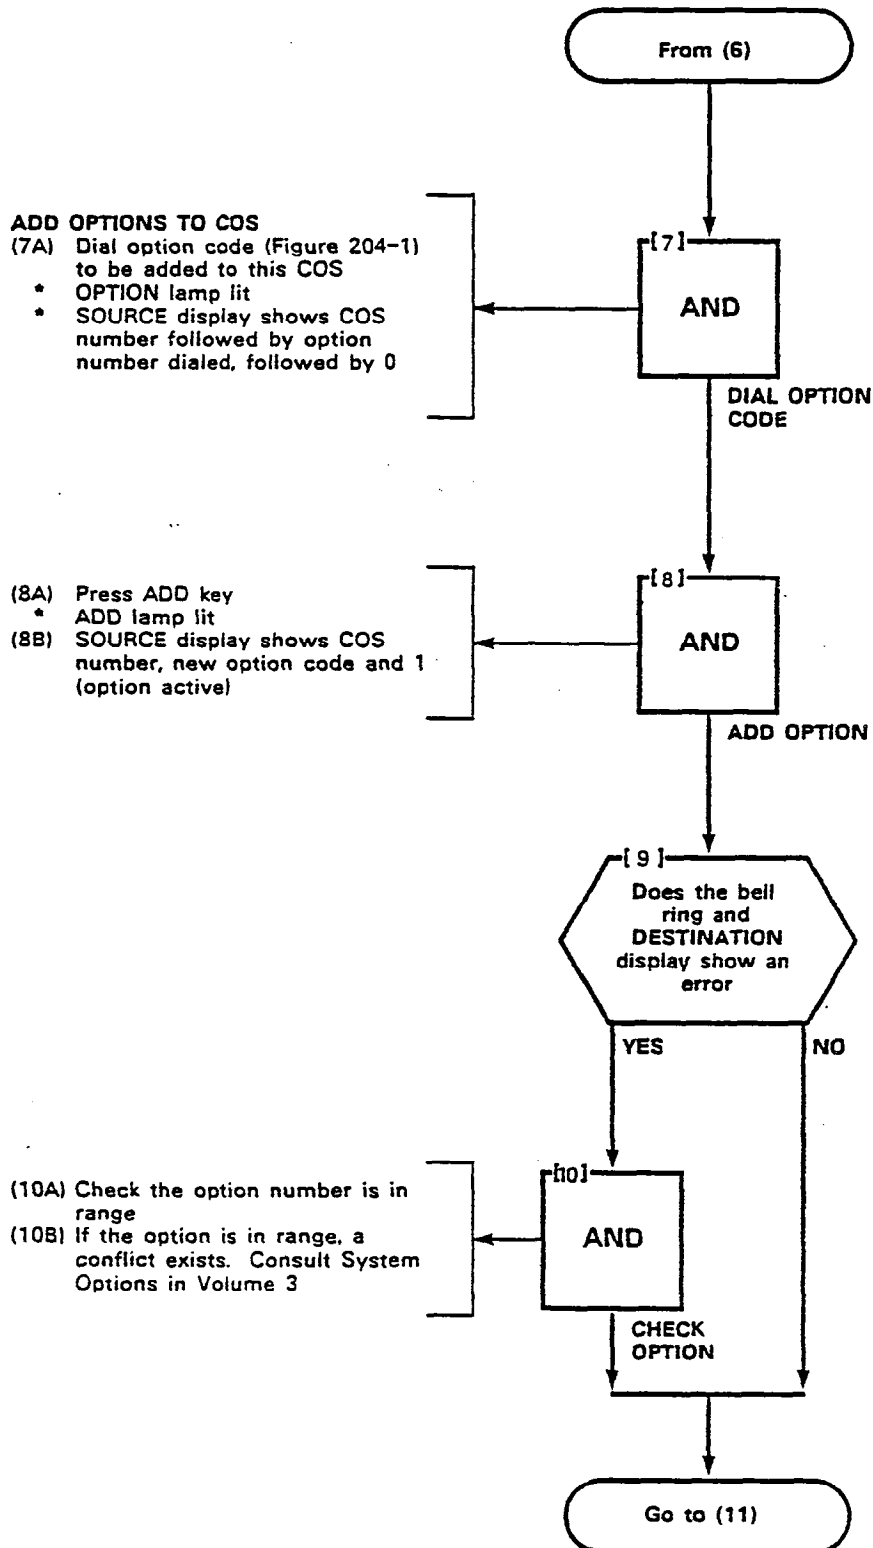 From (6)
ADD OPTIONS TO COS
(7A) Dial option code (Figure 204-1)
to be added to this COS
* OPTION lamp lit
* SOURCE display shows COS
number followed by option
number dialed, followed by 0
[7]
AND
DIAL OPTION
CODE
(8A) Press ADD key
* ADD lamp lit
(8B) SOURCE display shows COS
number, new option code and 1
(option active)
[8]
AND
ADD OPTION
[9]
Does the bell
ring and
DESTINATION
display show an
error
YES
NO
(10A) Check the option number is in
range
(10B) If the option is in range, a
conflict exists. Consult System
Options in Volume 3
[10]
AND
CHECK
OPTION
Go to (11)